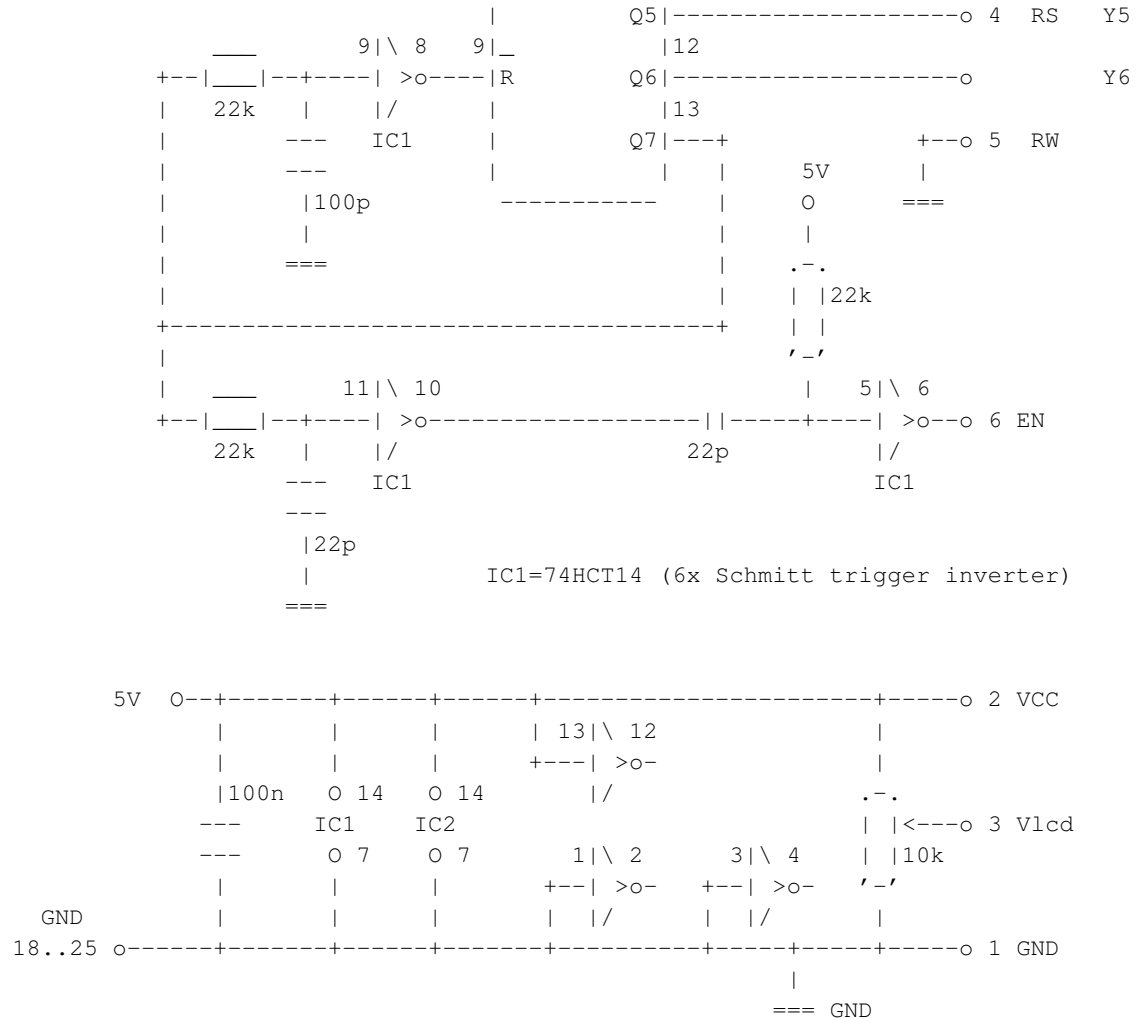 Q5 4 RS Y5
9 8 9 12
R Q6 Y6
22k 13
IC1 Q7 5 RW
5V
100p
22k
11 10 5 6
6 EN
22k 22p
IC1 IC1
22p
IC1=74HCT14 (6x Schmitt trigger inverter)
5V 2 VCC
13 12
100n 14 14
IC1 IC2 3 Vlcd
7 7 1 2 3 4 10k
GND
18..25 1 GND
GND